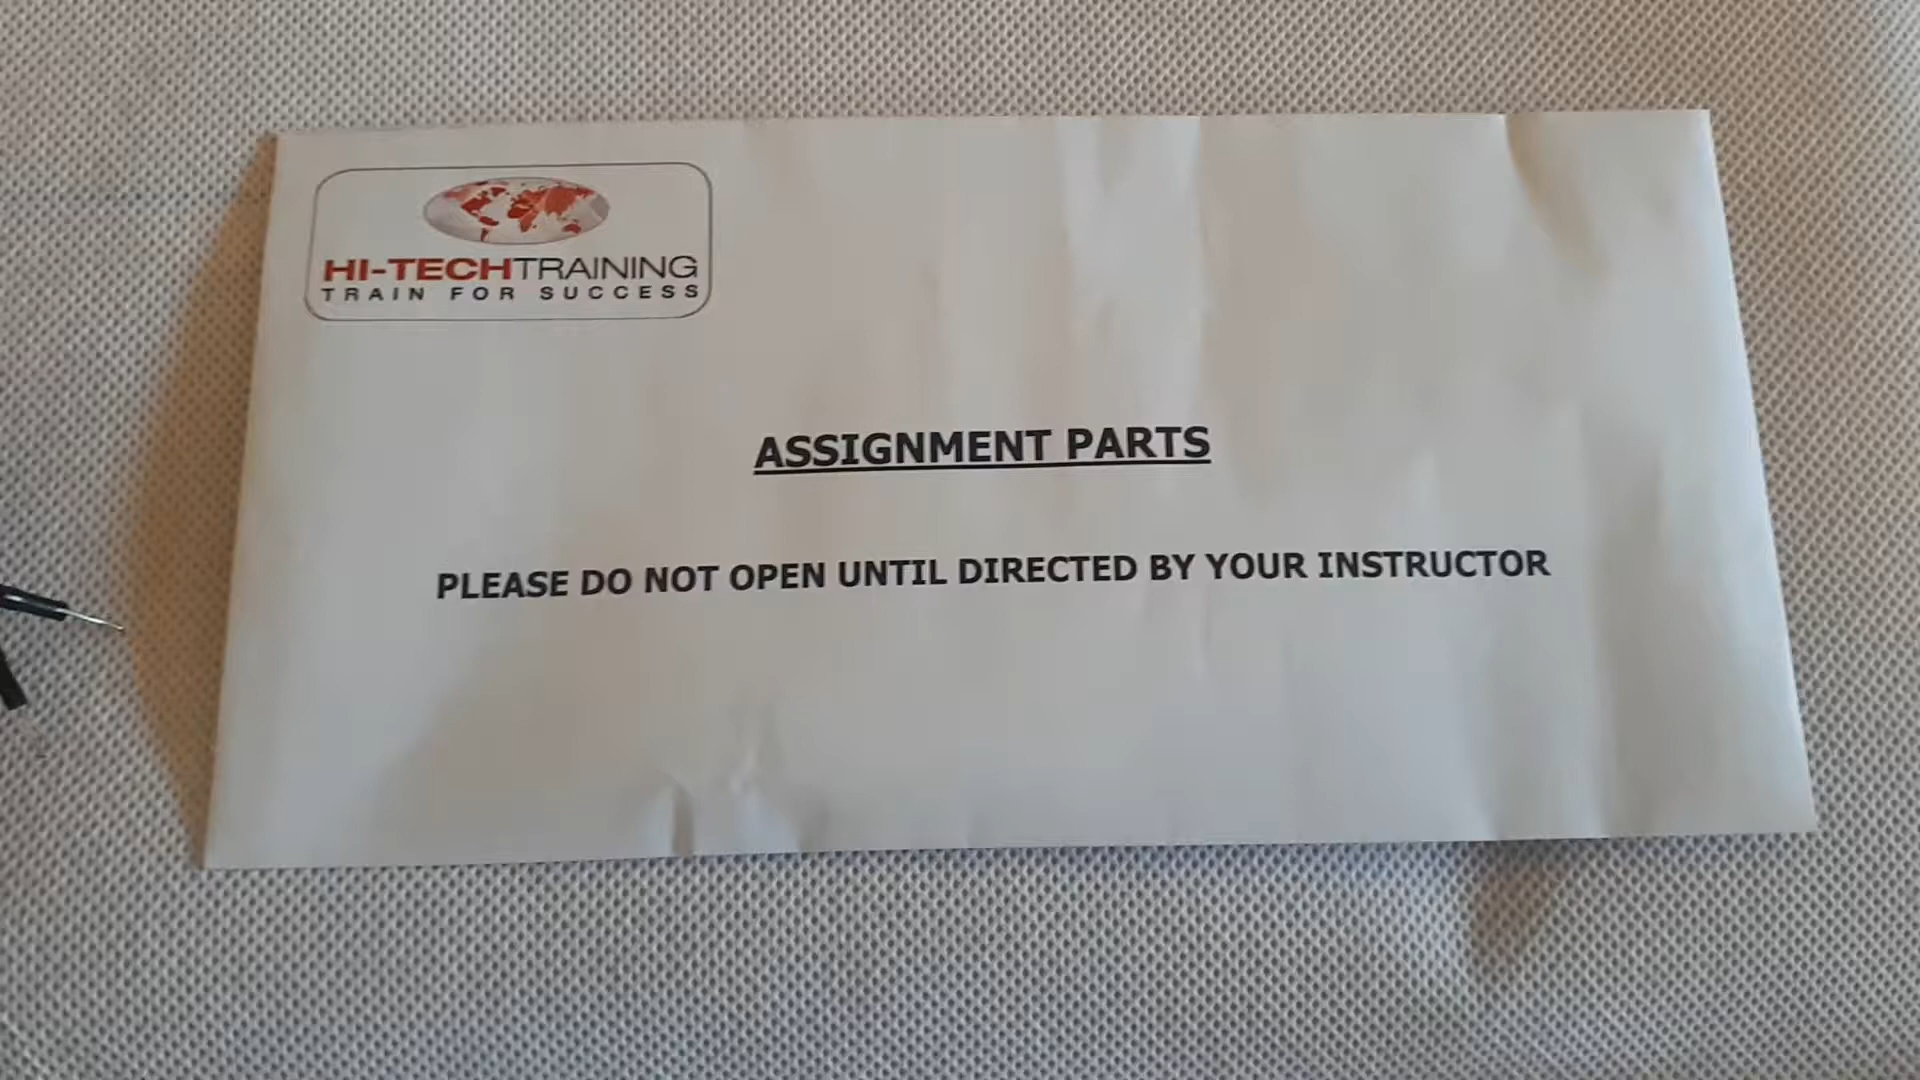 HI-TECHTRAINING
TRAIN FOR SUCCESS
ASSIGNMENT PARTS
PLEASE DO NOT OPEN UNTIL DIRECTED BY YOUR INSTRUCTOR